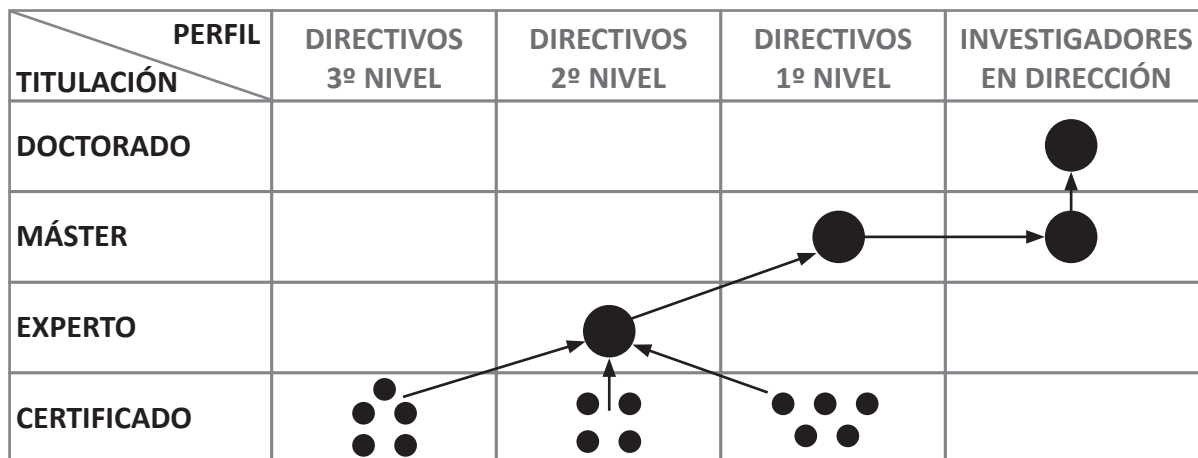 PERFIL
TITULACIÓN
DIRECTIVOS
3º NIVEL
DIRECTIVOS
2º NIVEL
DIRECTIVOS
1º NIVEL
INVESTIGADORES
EN DIRECCIÓN
DOCTORADO
MÁSTER
EXPERTO
CERTIFICADO